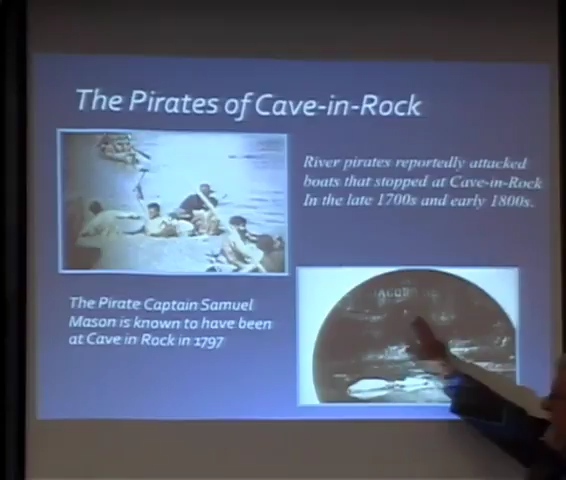 The Pirates of Cave-in-Rock
River pirates reportedly attacked
boats that stopped at Cave-in-Rock
In the late 1700s and early 1800s.
The Pirate Captain Samuel
Mason is known to have been
at Cave in Rock in 1797